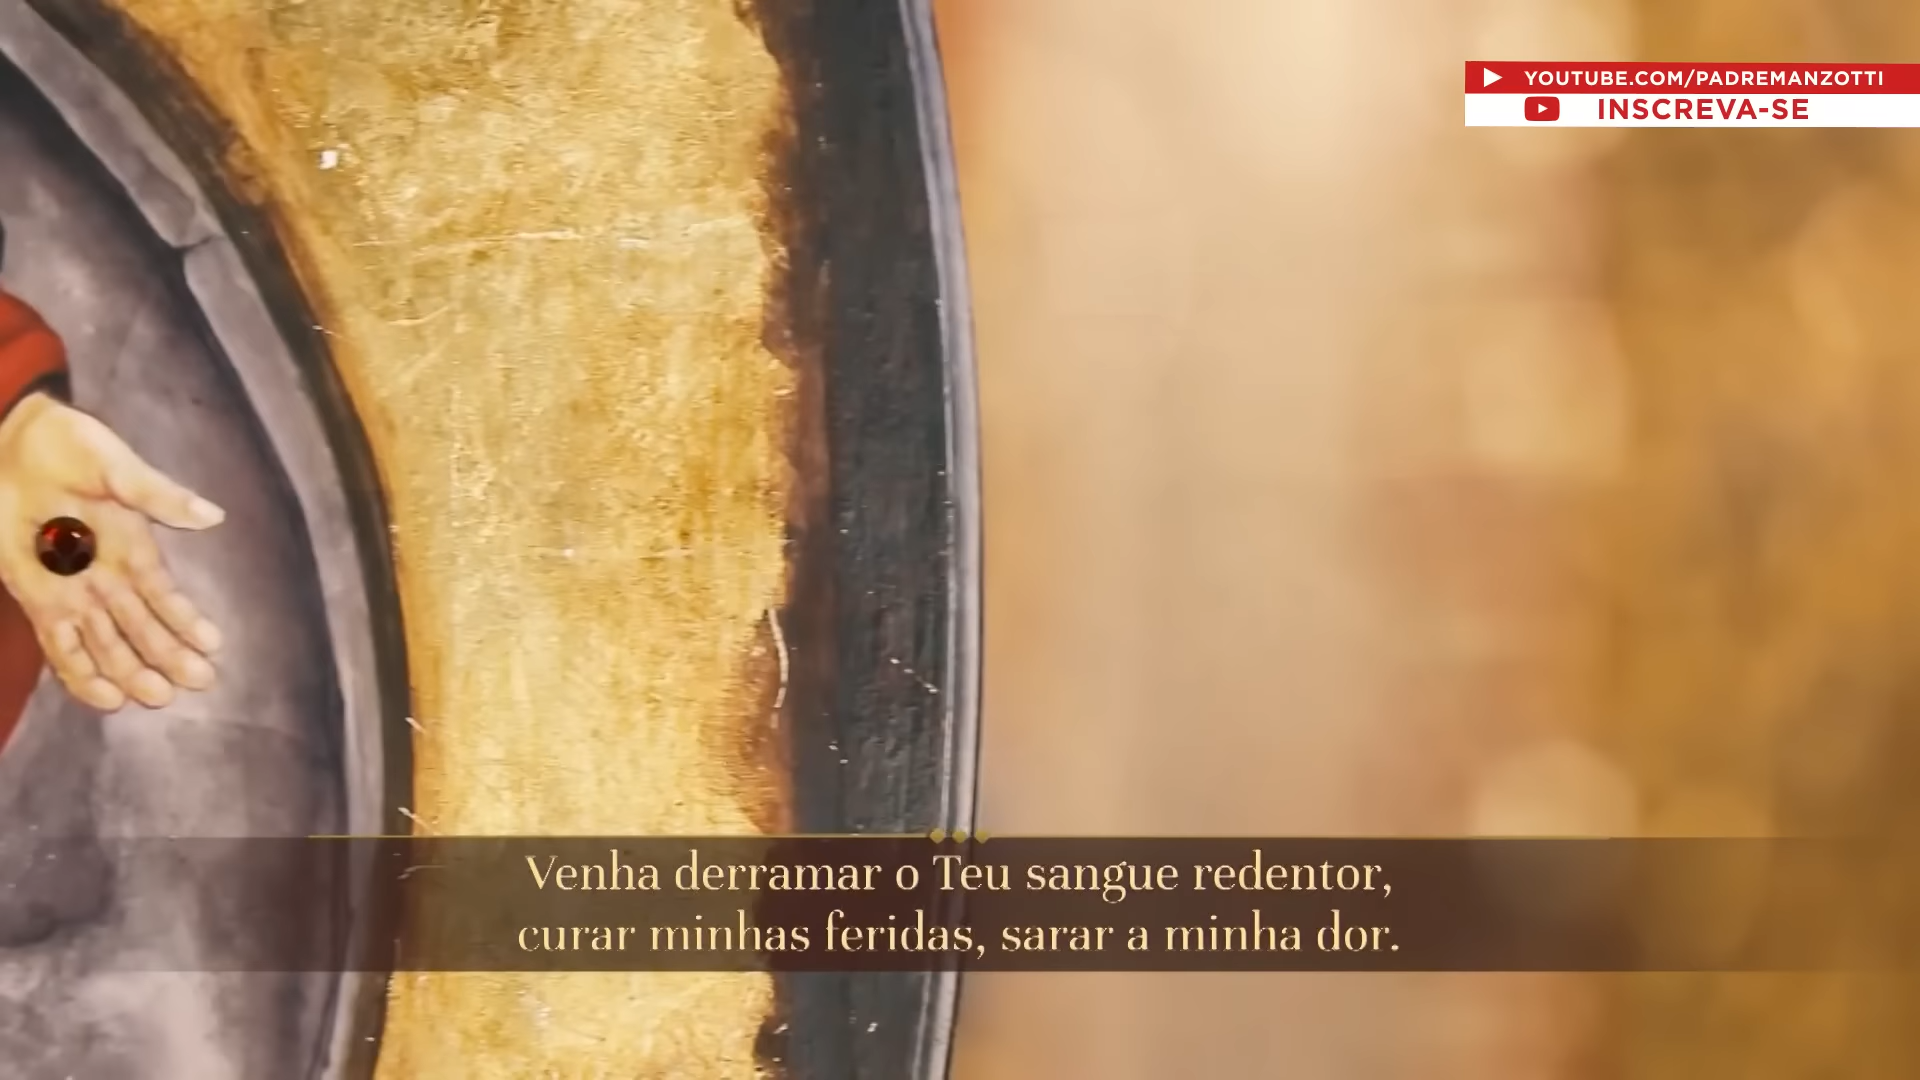 YOUTUBE.COM/PADREMANZOTTI
INSCREVA-SE
Venha derramar o Teu sangue redentor,
curar minhas feridas, sarar a minha dor.